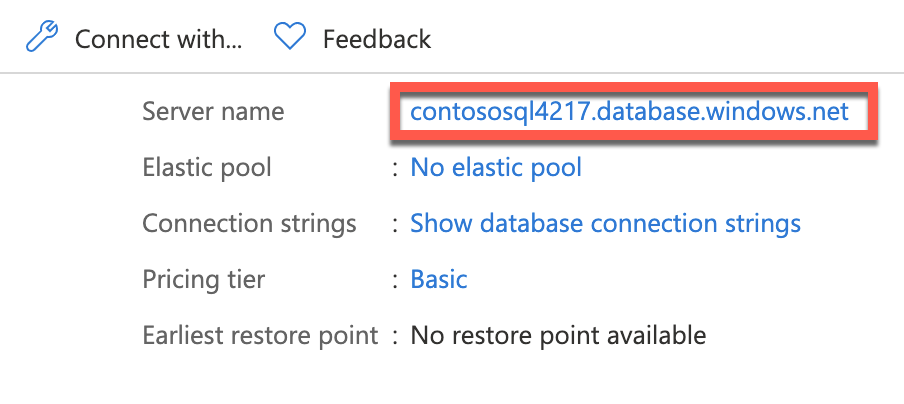 Connect with... Feedback
Server name contososql4217.database.windows.net
Elastic pool : No elastic pool
Connection strings : Show database connection strings
Pricing tier : Basic
Earliest restore point : No restore point available